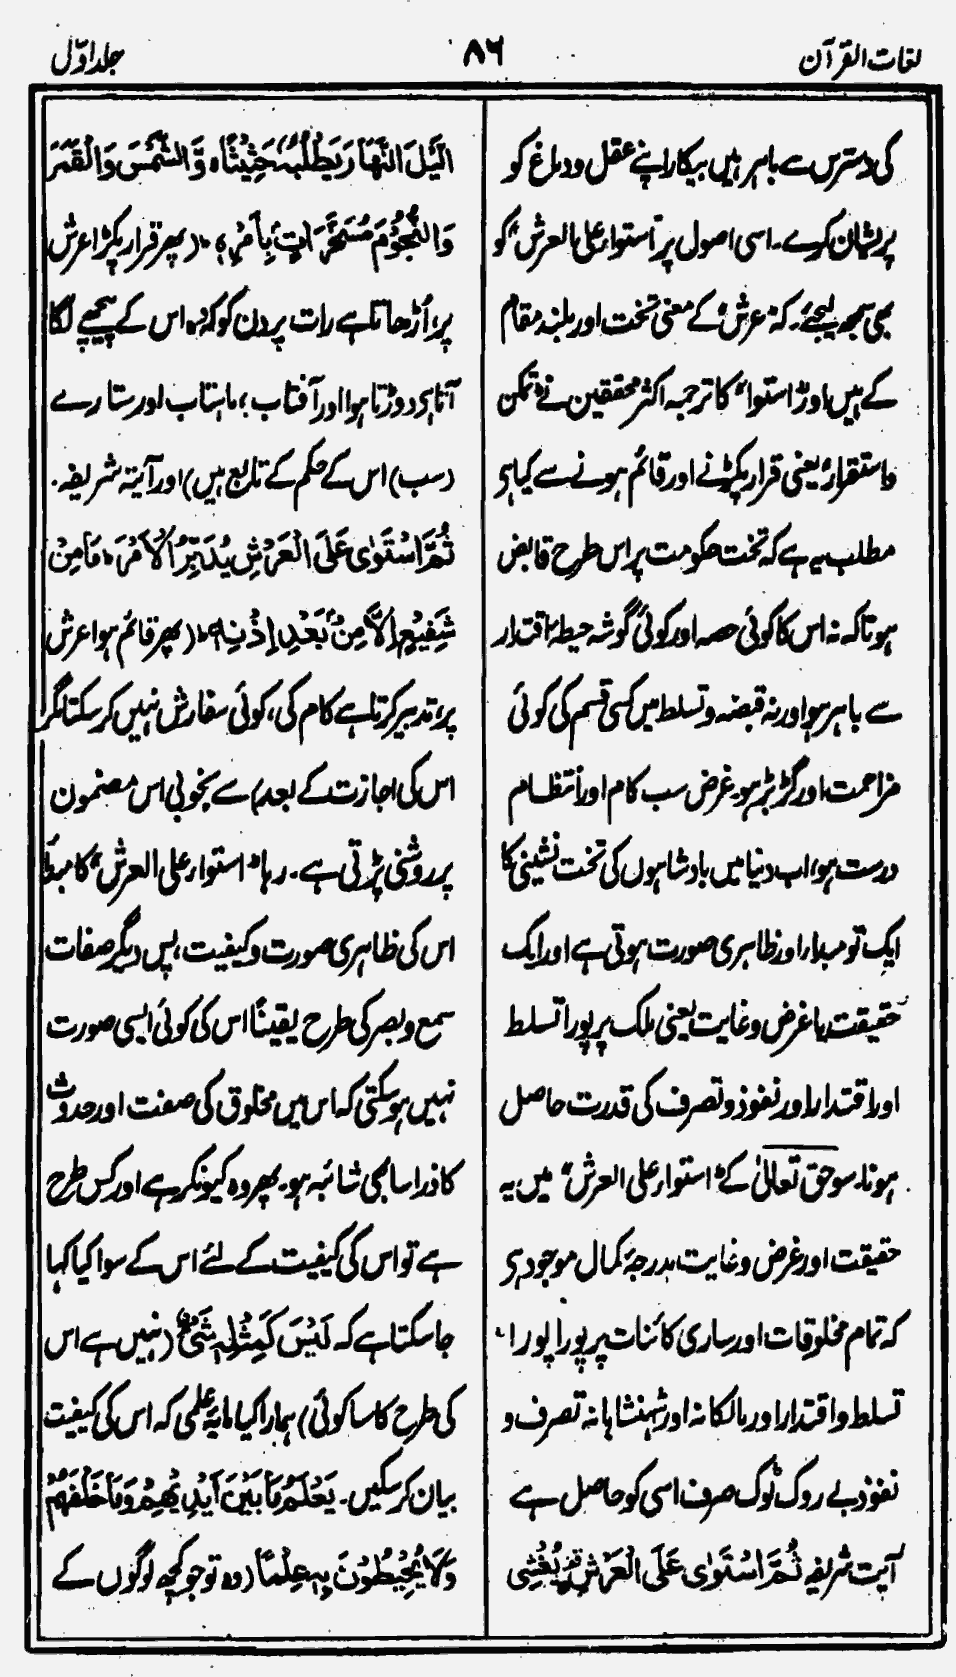 لغات القرآن
۸۶
جلد اوّل
کی دسترس سے باہر ہیں بیکار اپنے عقل و دماغ کو
پریشان کرے۔ اسی اصول پر "استواء علی العرش" کو
بھی سمجھ لیجئے۔ کہ "عرش" کے معنی تخت اور بلند مقام
کے ہیں اور "استوا" کا ترجمہ اکثر محققین نے "تمکن
واستقرار" یعنی قرار پکڑنے اور قائم ہونے سے کیا ہی
مطلب یہ ہے کہ تخت حکومت پر اس طرح قابض
ہو تاکہ نہ اس کا کوئی حصہ اور کوئی گوشہ حیطۂ اقتدار
سے باہر ہو اور نہ قبضہ و تسلط میں کسی قسم کی کوئی
مزاحمت اور گڑبڑ ہو۔ غرض سب کام اور انتظام
درست ہو، اب دنیا میں بادشاہوں کی تخت نشینی کا
ایک تو مبدا، اور ظاہری صورت ہوتی ہے اور ایک
حقیقت یا غرض و غایت یعنی ملک پر پورا تسلط
اور اقتدار اور نفوذ و تصرف کی قدرت حاصل
ہونا۔ سو حق تعالیٰ کے "استواء علی العرش" میں یہ
حقیقت اور غرض و غایت بدرجۂ کمال موجود ہی
کہ تمام مخلوقات اور ساری کائنات پر پورا پورا
تسلط و اقتدار اور مالکانہ اور شہنشاہانہ تصرف و
نفوذ بے روک ٹوک صرف اسی کو حاصل ہے
آیت شریفہ ثُمَّ اسْتَوٰی عَلَی الْعَرْشِ یُغْشِی
الَّیْلَ النَّهَارَ یَطْلُبُهٗ حَثِیْثًا وَّالشَّمْسَ وَالْقَمَرَ
وَالنُّجُوْمَ مُسَخَّرَاتٍ بِاَمْرِهٖ، (پھر قرار پکڑا عرش
پر، اُڑھاتا ہے رات پر دن کو کہ وہ اس کے پیچھے لگا
آتا ہی دوڑتا ہوا اور آفتاب، ماہتاب اور ستارے
(سب) اس کے حکم کے تابع ہیں) اور آیۃ شریفہ۔
ثُمَّ اسْتَوٰی عَلَی الْعَرْشِ یُدَبِّرُ الْاَمْرَ، مَا مِنْ
شَفِیْعٍ اِلَّا مِنْ بَعْدِ اِذْنِهٖ، (پھر قائم ہوا عرش
پر، تدبیر کرتا ہے کام کی، کوئی سفارش نہیں کر سکتا مگر
اس کی اجازت کے بعد) سے بخوبی اس مضمون
پر روشنی پڑتی ہے۔ رہا "استواء علی العرش" کا مبدأ
اس کی ظاہری صورت و کیفیت، پس دیگر صفات
سمع و بصر کی طرح یقینًا اس کی کوئی ایسی صورت
نہیں ہو سکتی کہ اس میں مخلوق کی صفت اور حدوث
کا ذرا سا بھی شائبہ ہو۔ پھر وہ کیونکر ہے اور کس طرح
ہے تو اس کی کیفیت کے لئے اس کے سوا کیا کہا
جا سکتا ہے کہ لَیْسَ کَمِثْلِهٖ شَیْءٌ (نہیں ہے اس
کی طرح کا سا کوئی) ہمارا کیا مایۂ علمی کہ اس کی کیفیت
بیان کر سکیں۔ یَعْلَمُ مَا بَیْنَ اَیْدِیْهِمْ وَمَا خَلْفَهُمْ
وَلَا یُحِیْطُوْنَ بِهٖ عِلْمًا (وہ تو جو کچھ لوگوں کے